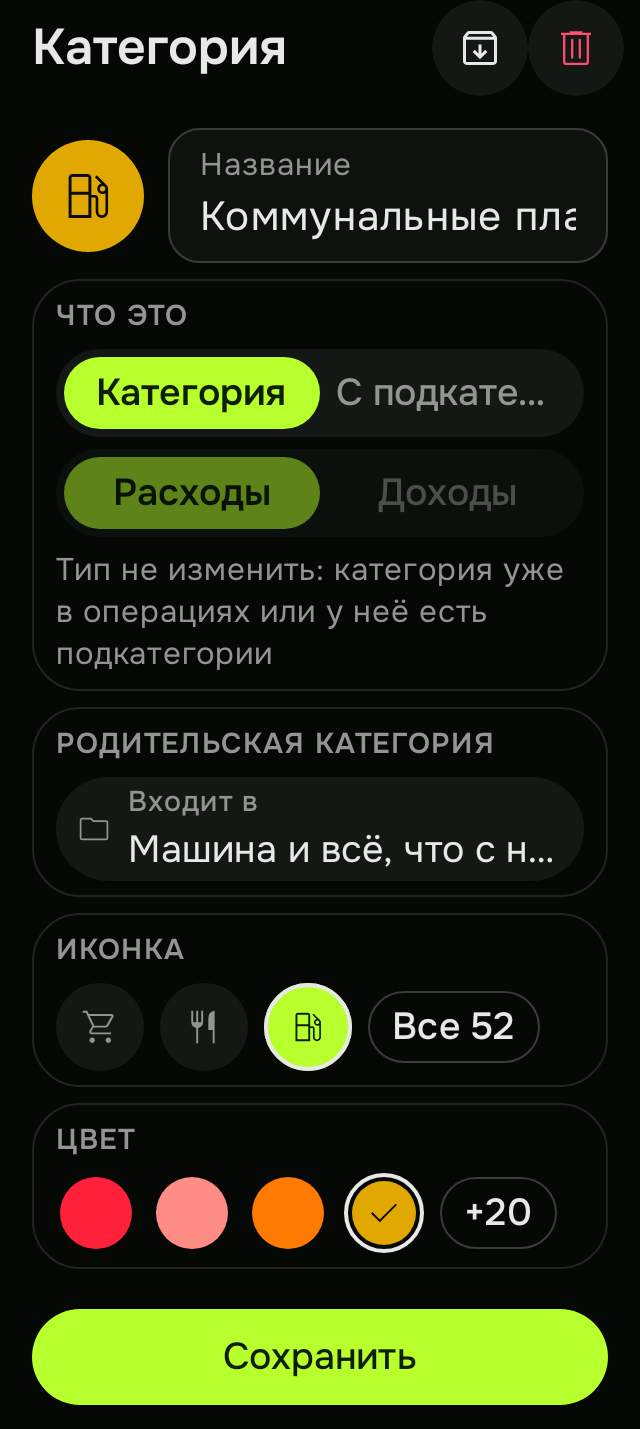 Категория
Название
Коммунальные пла
ЧТО ЭТО
Категория
С подкате...
Расходы
Доходы
Тип не изменить: категория уже
в операциях или у неё есть
подкатегории
РОДИТЕЛЬСКАЯ КАТЕГОРИЯ
Входит в
Машина и всё, что с н...
ИКОНКА
Все 52
ЦВЕТ
+20
Сохранить